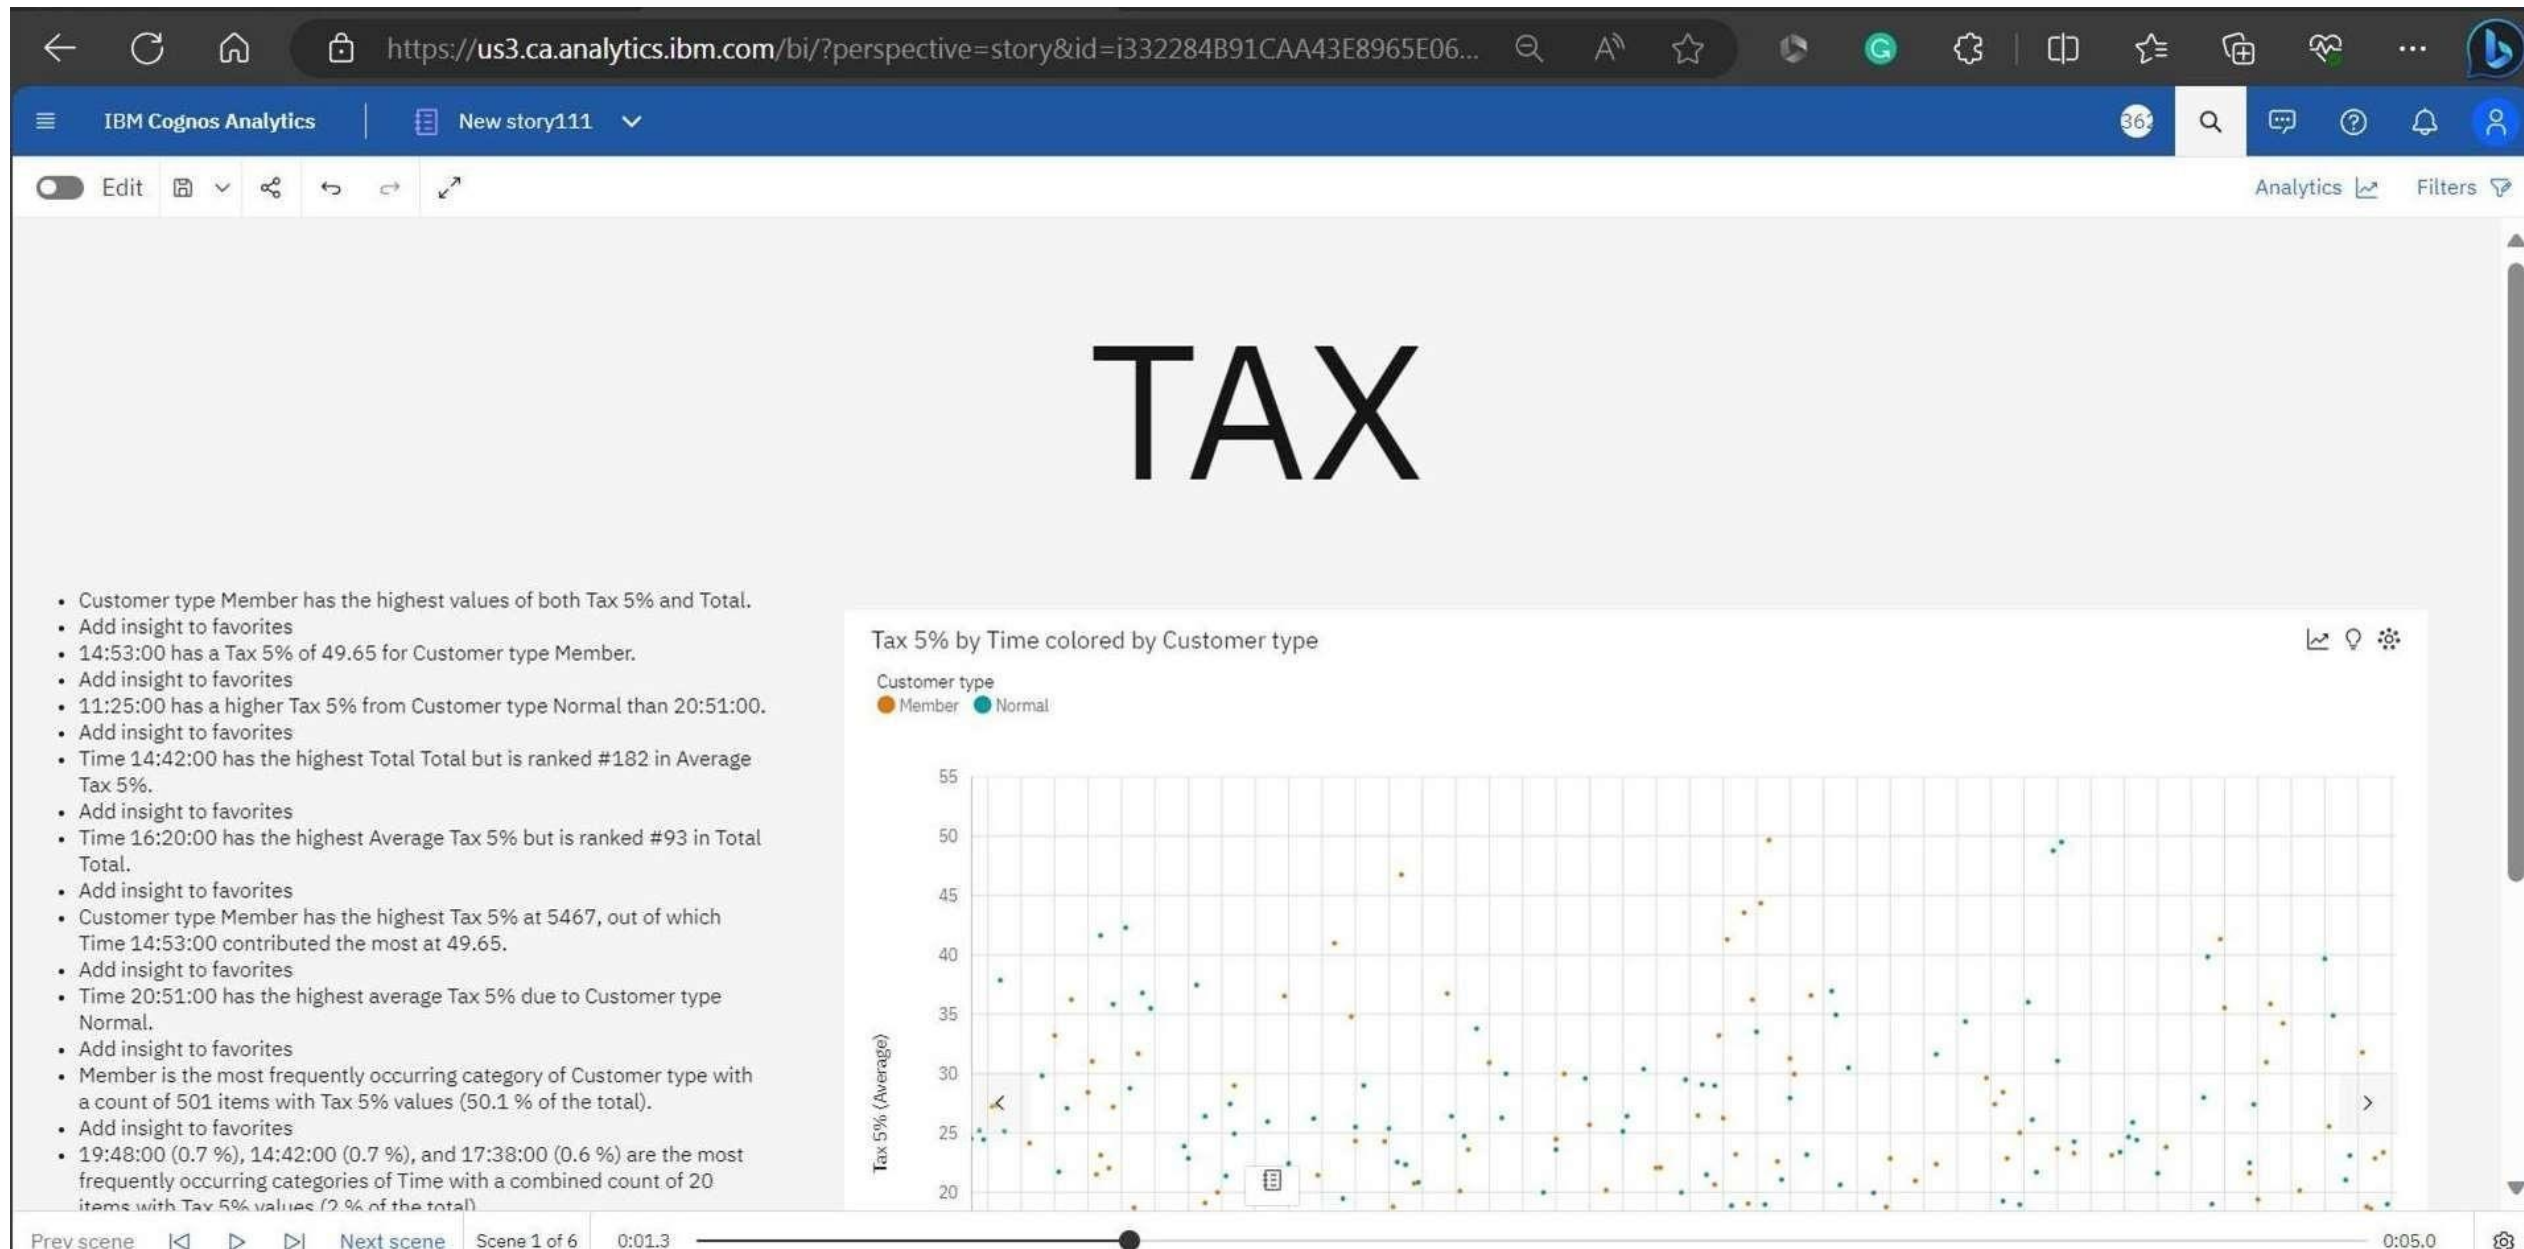 https://us3.ca.analytics.ibm.com/bi/?perspective=story&id=i332284B91CAA43E8965E06...
IBM Cognos Analytics
New story111
Edit
Analytics
Filters
TAX
• Customer type Member has the highest values of both Tax 5% and Total.
• Add insight to favorites
• 14:53:00 has a Tax 5% of 49.65 for Customer type Member.
• Add insight to favorites
• 11:25:00 has a higher Tax 5% from Customer type Normal than 20:51:00.
• Add insight to favorites
• Time 14:42:00 has the highest Total Total but is ranked #182 in Average
Tax 5%.
• Add insight to favorites
• Time 16:20:00 has the highest Average Tax 5% but is ranked #93 in Total
Total.
• Add insight to favorites
• Customer type Member has the highest Tax 5% at 5467, out of which
Time 14:53:00 contributed the most at 49.65.
• Add insight to favorites
• Time 20:51:00 has the highest average Tax 5% due to Customer type
Normal.
• Add insight to favorites
• Member is the most frequently occurring category of Customer type with
a count of 501 items with Tax 5% values (50.1 % of the total).
• Add insight to favorites
• 19:48:00 (0.7 %), 14:42:00 (0.7 %), and 17:38:00 (0.6 %) are the most
frequently occurring categories of Time with a combined count of 20
items with Tax 5% values (2 % of the total)
Tax 5% by Time colored by Customer type
Customer type
Member
Normal
Tax 5% (Average)
55
50
45
40
35
30
25
20
Prev scene
Next scene
Scene 1 of 6
0:01.3
0:05.0